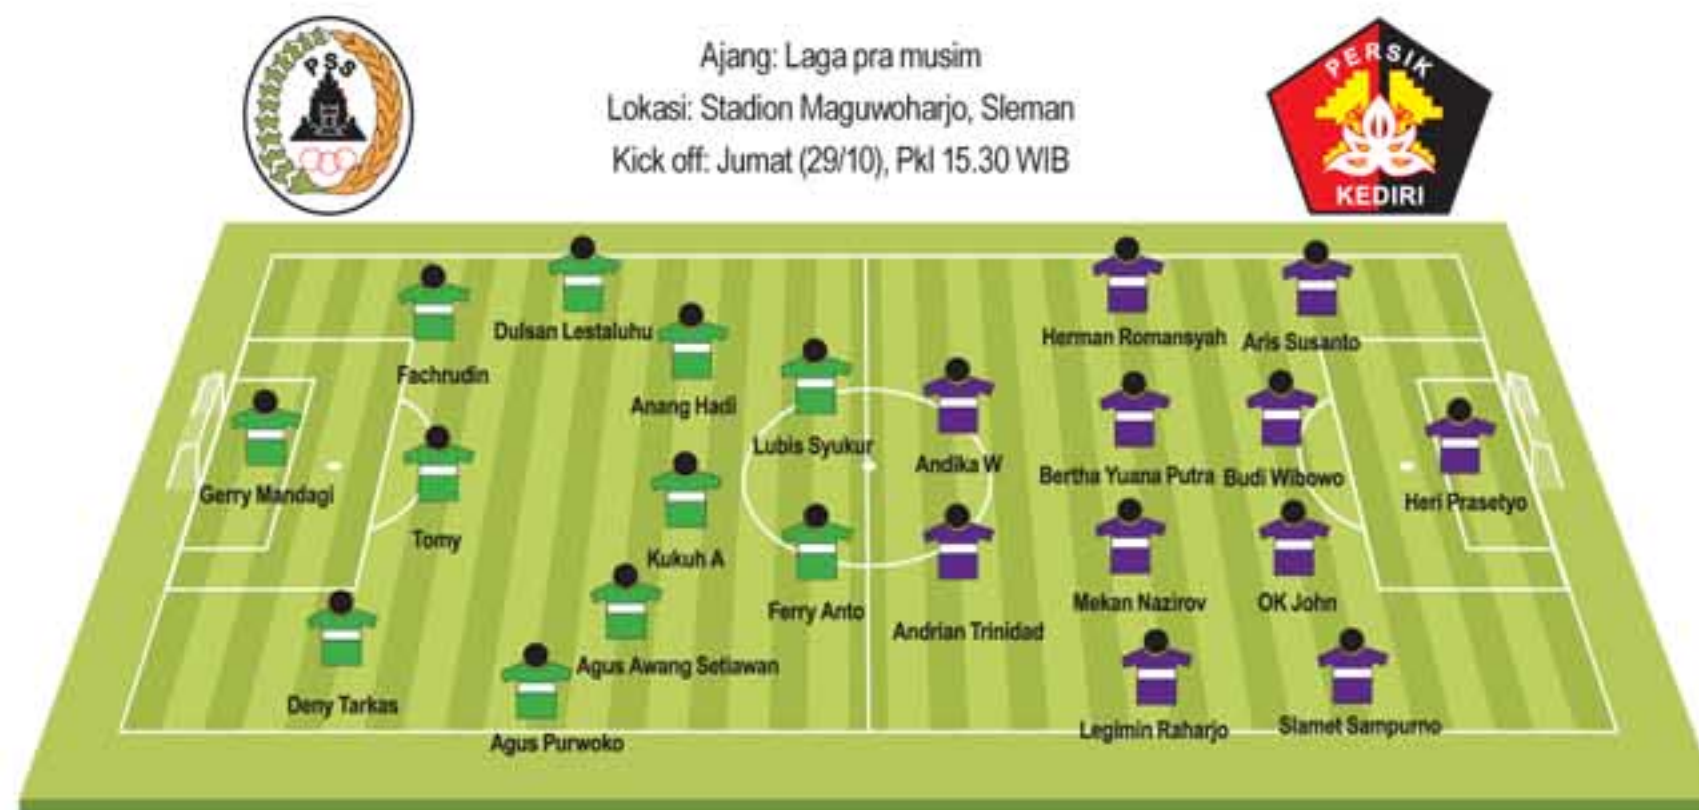 PSS
Ajang: Laga pra musim
Lokasi: Stadion Maguwoharjo, Sleman
Kick off: Jumat (29/10), Pkl 15.30 WIB
PERSIK
KEDIRI
Dulsan Lestaluhu
Herman Romansyah
Aris Susanto
Fachrudin
Anang Hadi
Lubis Syukur
Andika W
Bertha Yuana Putra
Budi Wibowo
Gerry Mandagi
Heri Prasetyo
Tomy
Kukuh A
Ferry Anto
Mekan Nazirov
OK John
Andrian Trinidad
Agus Awang Setiawan
Deny Tarkas
Legimin Raharjo
Slamet Sampurno
Agus Purwoko